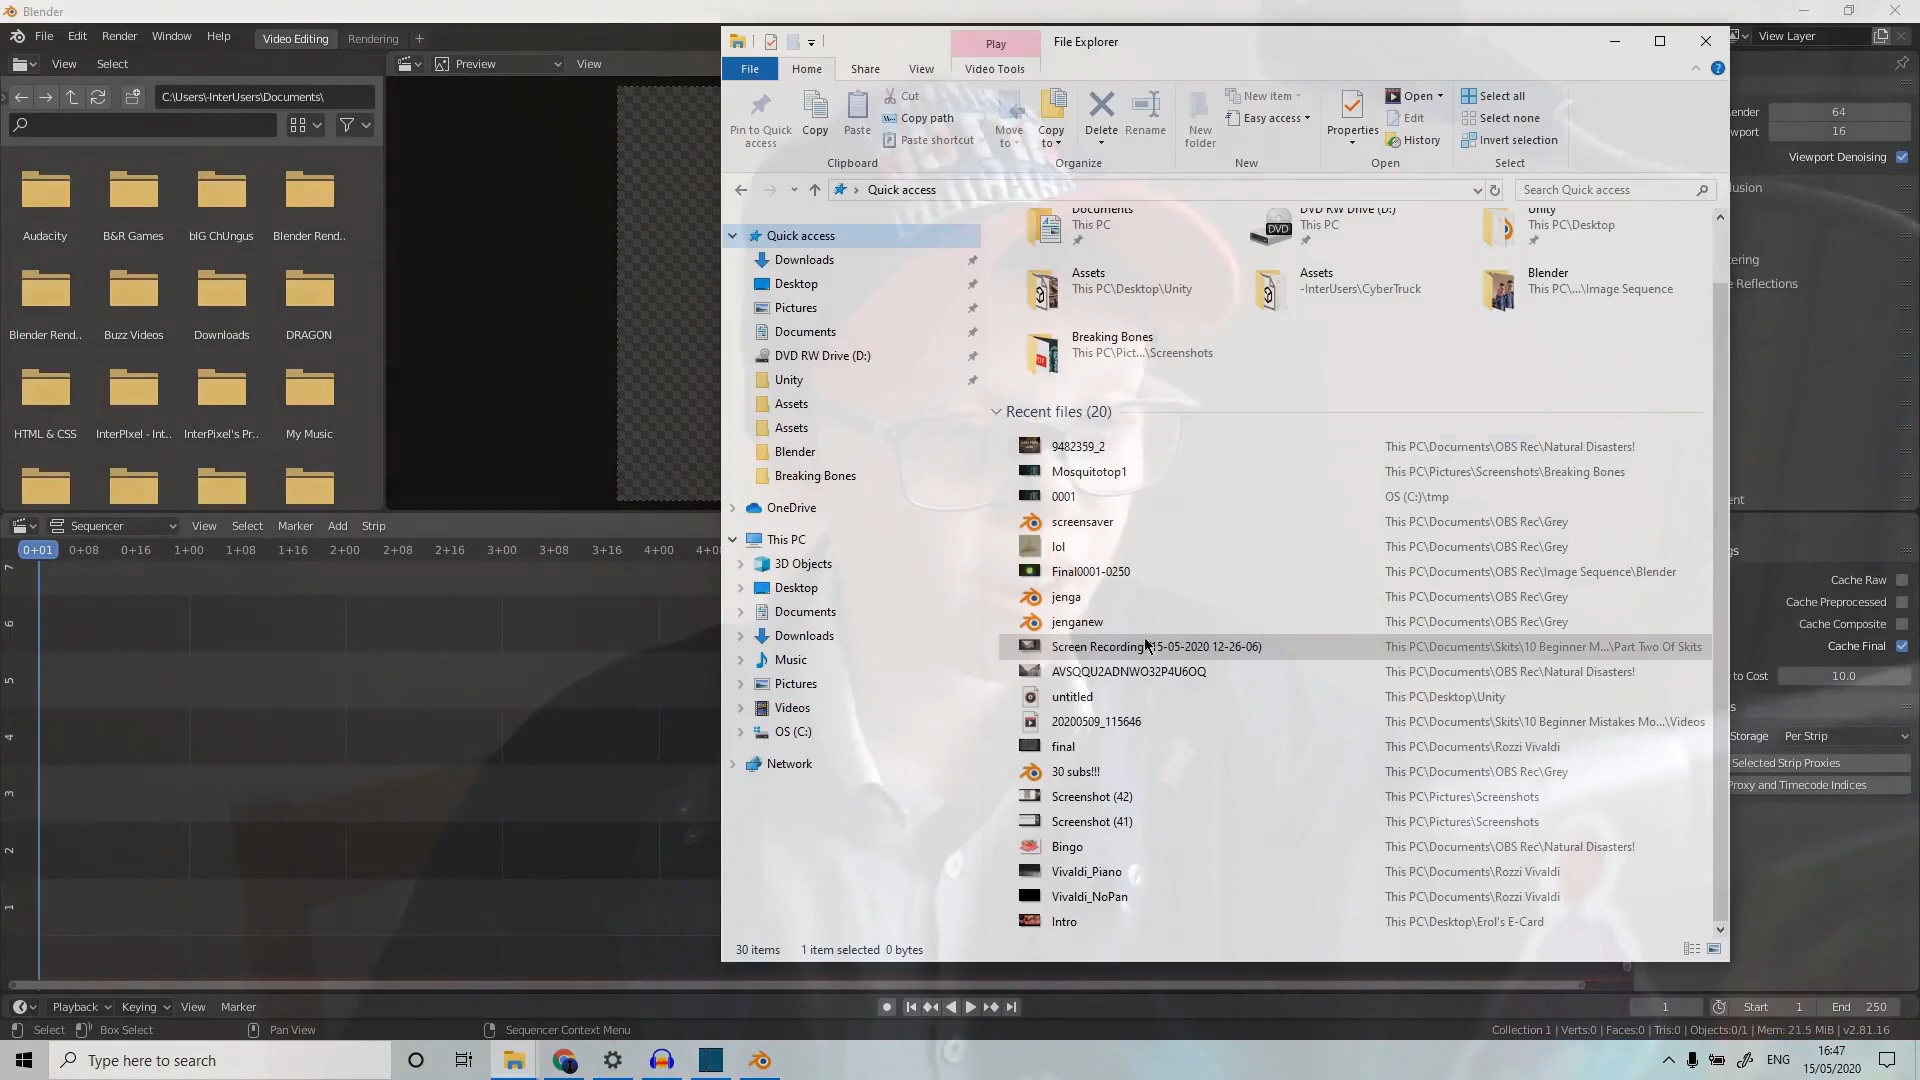 Blender
File Edit Render Window Help Video Editing Rendering +
View Select
Preview View
View Layer
C:\Users\-InterUsers\Documents\
Audacity B&R Games bIG ChUngus Blender Rend..
Blender Rend.. Buzz Videos Downloads DRAGON
HTML & CSS InterPixel - Int.. InterPixel's Pr.. My Music
Play File Explorer
File Home Share View Video Tools
Pin to Quick access
Copy
Paste
Cut
Copy path
Paste shortcut
Clipboard
Move to
Copy to
Delete
Rename
Organize
New folder
New item
Easy access
New
Properties
Open
Edit
History
Open
Select all
Select none
Invert selection
Select
Quick access
Search Quick access
Quick access
Downloads
Desktop
Pictures
Documents
DVD RW Drive (D:)
Unity
Assets
Assets
Blender
Breaking Bones
OneDrive
This PC
3D Objects
Desktop
Documents
Downloads
Music
Pictures
Videos
OS (C:)
Network
Documents
This PC
DVD RW Drive (D:)
This PC
Unity
This PC\Desktop
Assets
This PC\Desktop\Unity
Assets
-InterUsers\CyberTruck
Blender
This PC\...\Image Sequence
Breaking Bones
This PC\Pict...\Screenshots
Recent files (20)
9482359_2 This PC\Documents\OBS Rec\Natural Disasters!
Mosquitotop1 This PC\Pictures\Screenshots\Breaking Bones
0001 OS (C:)\tmp
screensaver This PC\Documents\OBS Rec\Grey
lol This PC\Documents\OBS Rec\Grey
Final0001-0250 This PC\Documents\OBS Rec\Image Sequence\Blender
jenga This PC\Documents\OBS Rec\Grey
jenganew This PC\Documents\OBS Rec\Grey
Screen Recording (15-05-2020 12-26-06) This PC\Documents\Skits\10 Beginner M...\Part Two Of Skits
AVSQQU2ADNWO32P4U6OQ This PC\Documents\OBS Rec\Natural Disasters!
untitled This PC\Desktop\Unity
20200509_115646 This PC\Documents\Skits\10 Beginner Mistakes Mo...\Videos
final This PC\Documents\Rozzi Vivaldi
30 subs!!! This PC\Documents\OBS Rec\Grey
Screenshot (42) This PC\Pictures\Screenshots
Screenshot (41) This PC\Pictures\Screenshots
Bingo This PC\Documents\OBS Rec\Natural Disasters!
Vivaldi_Piano This PC\Documents\Rozzi Vivaldi
Vivaldi_NoPan This PC\Documents\Rozzi Vivaldi
Intro This PC\Desktop\Erol's E-Card
30 items 1 item selected 0 bytes
64
16
Viewport Denoising
Cache Raw
Cache Preprocessed
Cache Composite
Cache Final
to Cost 10.0
Storage Per Strip
Selected Strip Proxies
Proxy and Timecode Indices
Sequencer View Select Marker Add Strip
0+01 0+08 0+16 1+00 1+08 1+16 2+00 2+08 2+16 3+00 3+08 3+16 4+00 4+0
7
6
5
4
3
2
1
Playback Keying View Marker
1 Start 1 End 250
Select Box Select Pan View Sequencer Context Menu
Collection 1 | Verts:0 | Faces:0 | Tris:0 | Objects:0/1 | Mem: 21.5 MiB | v2.81.16
Type here to search
ENG
16:47
15/05/2020